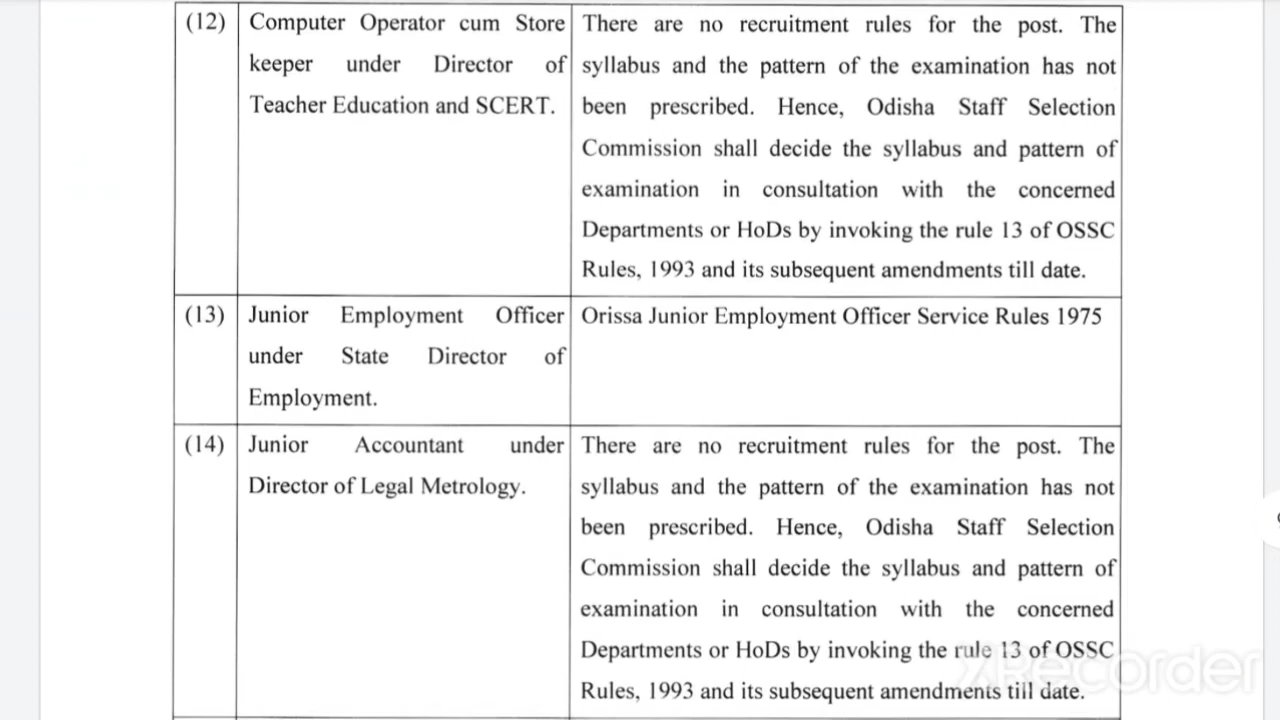 (12) Computer Operator cum Store
keeper under Director of
Teacher Education and SCERT.
There are no recruitment rules for the post. The
syllabus and the pattern of the examination has not
been prescribed. Hence, Odisha Staff Selection
Commission shall decide the syllabus and pattern of
examination in consultation with the concerned
Departments or HoDs by invoking the rule 13 of OSSC
Rules, 1993 and its subsequent amendments till date.
(13) Junior Employment Officer
under State Director of
Employment.
Orissa Junior Employment Officer Service Rules 1975
(14) Junior Accountant under
Director of Legal Metrology.
There are no recruitment rules for the post. The
syllabus and the pattern of the examination has not
been prescribed. Hence, Odisha Staff Selection
Commission shall decide the syllabus and pattern of
examination in consultation with the concerned
Departments or HoDs by invoking the rule 13 of OSSC
Rules, 1993 and its subsequent amendments till date.
XRecorder